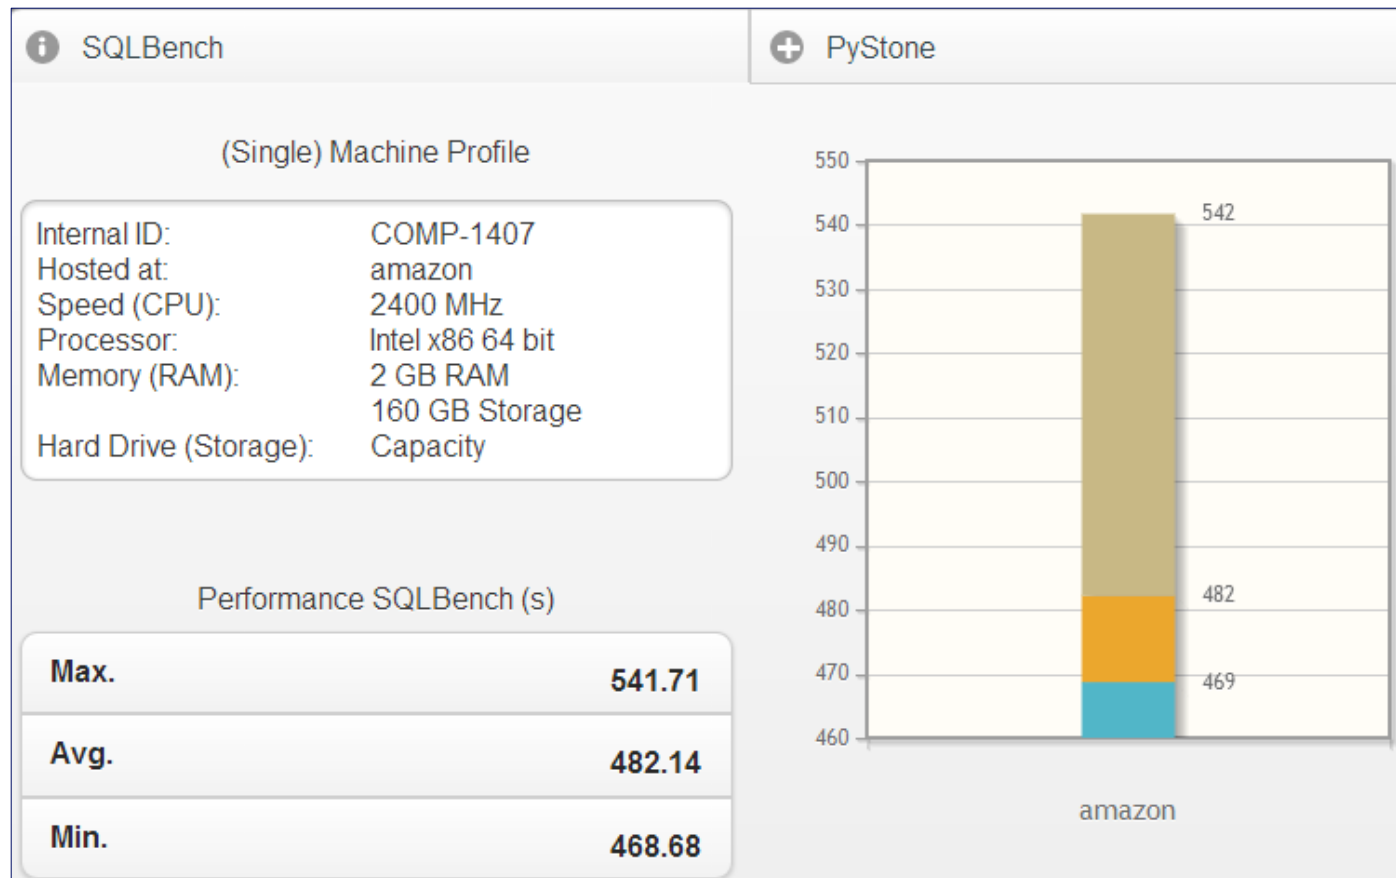 SQLBench
PyStone
(Single) Machine Profile
Internal ID: COMP-1407
Hosted at: amazon
Speed (CPU): 2400 MHz
Processor: Intel x86 64 bit
Memory (RAM): 2 GB RAM
160 GB Storage
Hard Drive (Storage): Capacity
Performance SQLBench (s)
Max. 541.71
Avg. 482.14
Min. 468.68
550
540
530
520
510
500
490
480
470
460
542
482
469
amazon